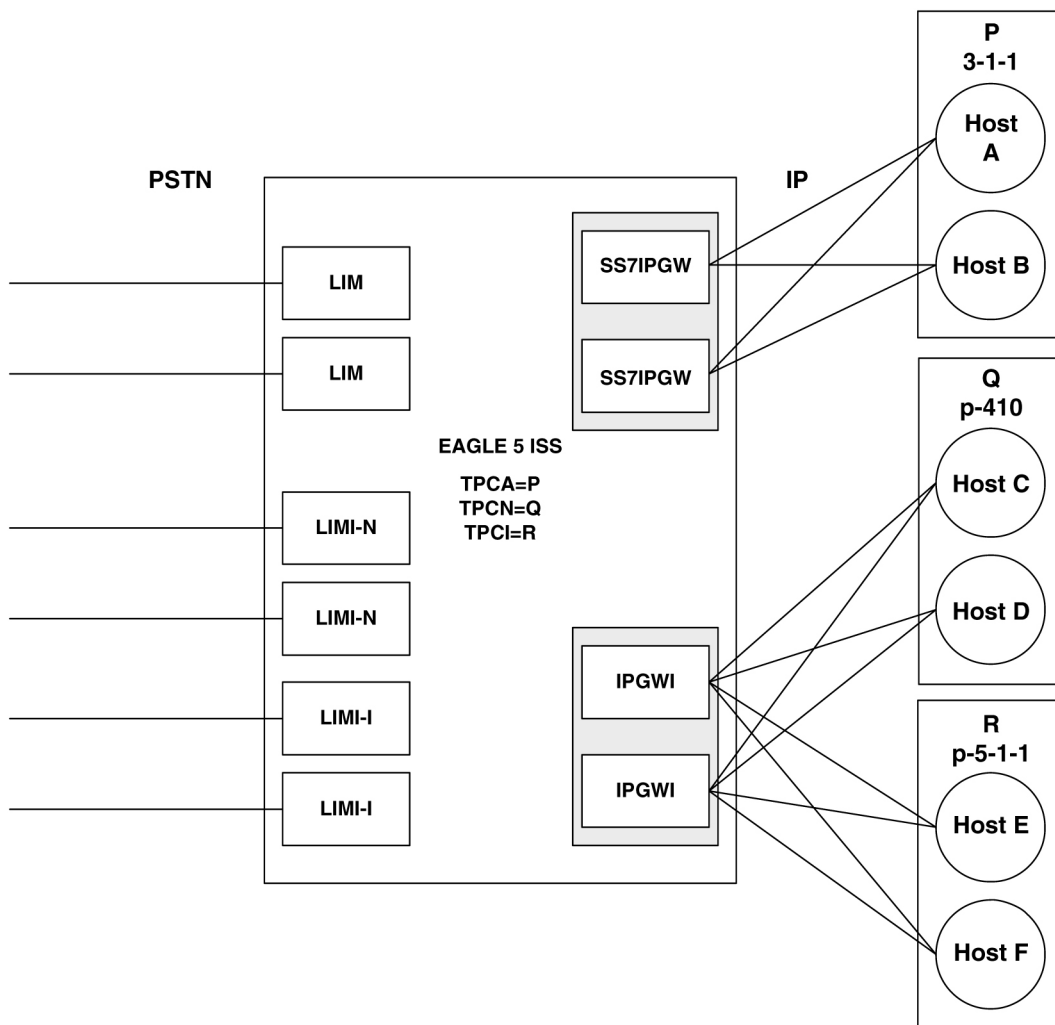 PSTN
IP
LIM
LIM
LIMI-N
LIMI-N
LIMI-I
LIMI-I
EAGLE 5 ISS
TPCA=P
TPCN=Q
TPCI=R
SS7IPGW
SS7IPGW
IPGWI
IPGWI
P
3-1-1
Host
A
Host B
Q
p-410
Host C
Host D
R
p-5-1-1
Host E
Host F